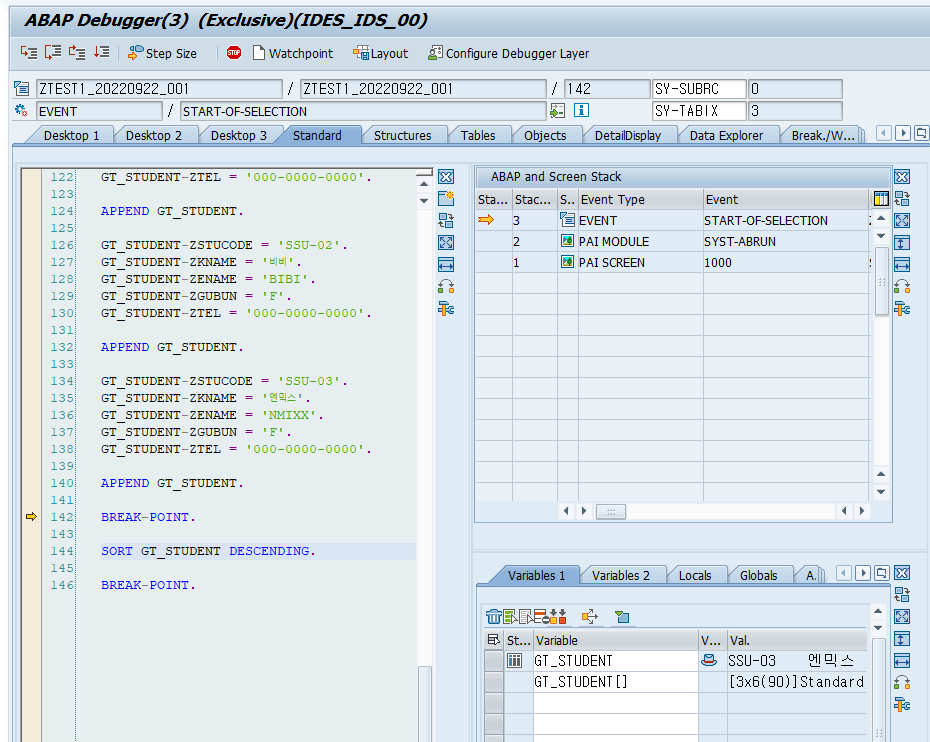 ABAP Debugger(3) (Exclusive)(IDES_IDS_00)
Step Size STOP Watchpoint Layout Configure Debugger Layer
ZTEST1_20220922_001 / ZTEST1_20220922_001 / 142 SY-SUBRC 0
EVENT / START-OF-SELECTION SY-TABIX 3
Desktop 1 Desktop 2 Desktop 3 Standard Structures Tables Objects DetailDisplay Data Explorer Break./W...
122 GT_STUDENT-ZTEL = '000-0000-0000'.
123
124 APPEND GT_STUDENT.
125
126 GT_STUDENT-ZSTUCODE = 'SSU-02'.
127 GT_STUDENT-ZKNAME = '비비'.
128 GT_STUDENT-ZENAME = 'BIBI'.
129 GT_STUDENT-ZGUBUN = 'F'.
130 GT_STUDENT-ZTEL = '000-0000-0000'.
131
132 APPEND GT_STUDENT.
133
134 GT_STUDENT-ZSTUCODE = 'SSU-03'.
135 GT_STUDENT-ZKNAME = '엔믹스'.
136 GT_STUDENT-ZENAME = 'NMIXX'.
137 GT_STUDENT-ZGUBUN = 'F'.
138 GT_STUDENT-ZTEL = '000-0000-0000'.
139
140 APPEND GT_STUDENT.
141
142 BREAK-POINT.
143
144 SORT GT_STUDENT DESCENDING.
145
146 BREAK-POINT.
ABAP and Screen Stack
Sta... Stac... S.. Event Type Event
3 EVENT START-OF-SELECTION
2 PAI MODULE SYST-ABRUN
1 PAI SCREEN 1000
Variables 1 Variables 2 Locals Globals A.
St... Variable V... Val.
GT_STUDENT SSU-03 엔믹스
GT_STUDENT[] [3x6(90)]Standard